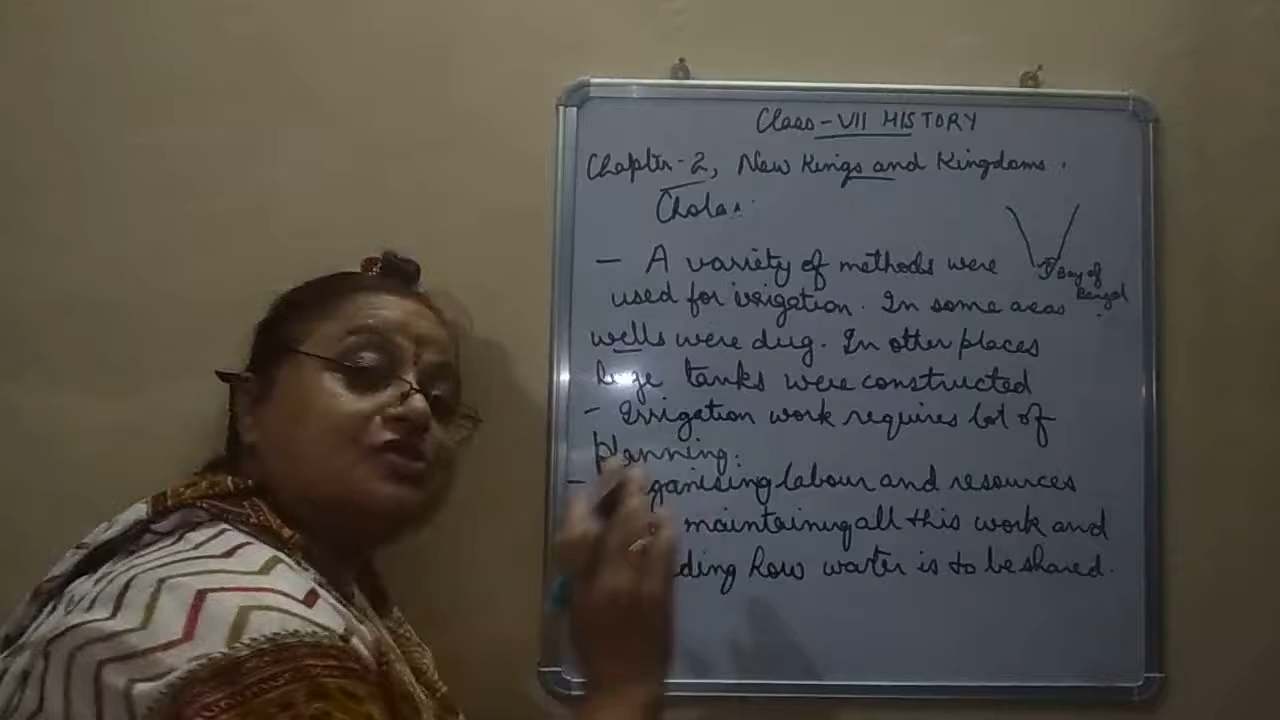 Class - VII HISTORY
Chapter - 2, New Kings and Kingdoms.
Cholas:
- A variety of methods were
used for irrigation. In some areas
wells were dug. In other places
large tanks were constructed
- Irrigation work requires lot of
planning.
- Organising labour and resources
maintaining all this work and
how water is to be shared.
Bay of
Bengal